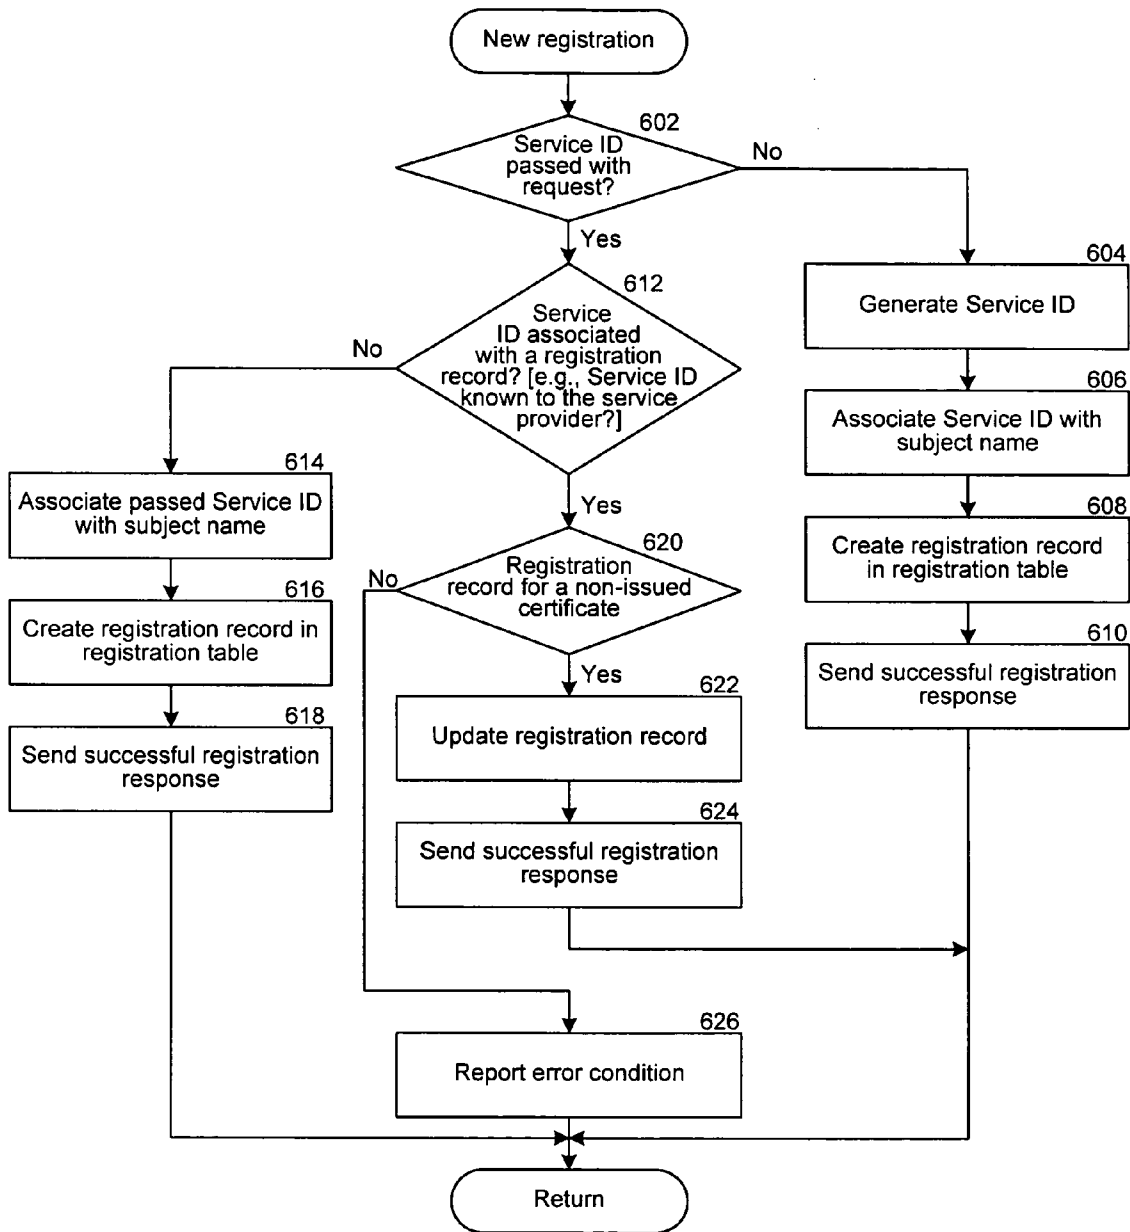 New registration
602
Service ID
passed with
request?
No
Yes
604
Generate Service ID
606
Associate Service ID with
subject name
608
Create registration record
in registration table
610
Send successful registration
response
612
Service
ID associated
with a registration
record? [e.g., Service ID
known to the service
provider?]
No
Yes
614
Associate passed Service ID
with subject name
616
Create registration record in
registration table
618
Send successful registration
response
620
Registration
record for a non-issued
certificate
No
Yes
622
Update registration record
624
Send successful registration
response
626
Report error condition
Return